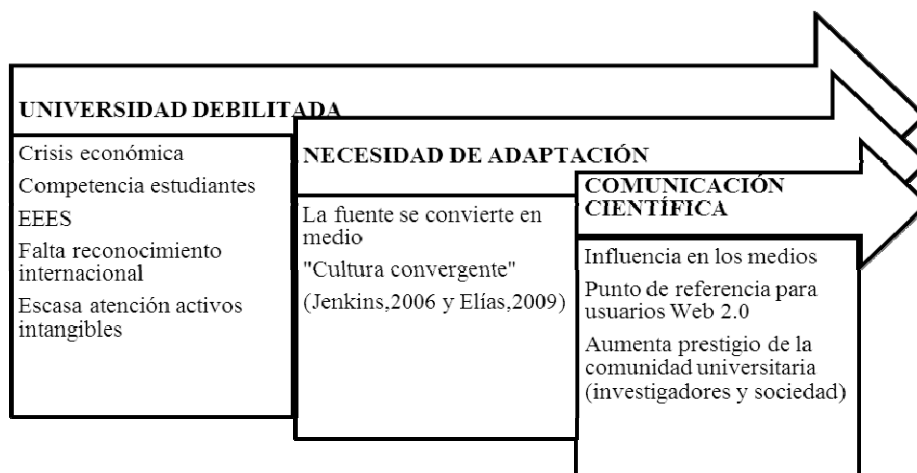 UNIVERSIDAD DEBILITADA
Crisis económica
Competencia estudiantes
EEES
Falta reconocimiento
internacional
Escasa atención activos
intangibles
NECESIDAD DE ADAPTACIÓN
La fuente se convierte en
medio
"Cultura convergente"
(Jenkins,2006 y Elías,2009)
COMUNICACIÓN
CIENTÍFICA
Influencia en los medios
Punto de referencia para
usuarios Web 2.0
Aumenta prestigio de la
comunidad universitaria
(investigadores y sociedad)